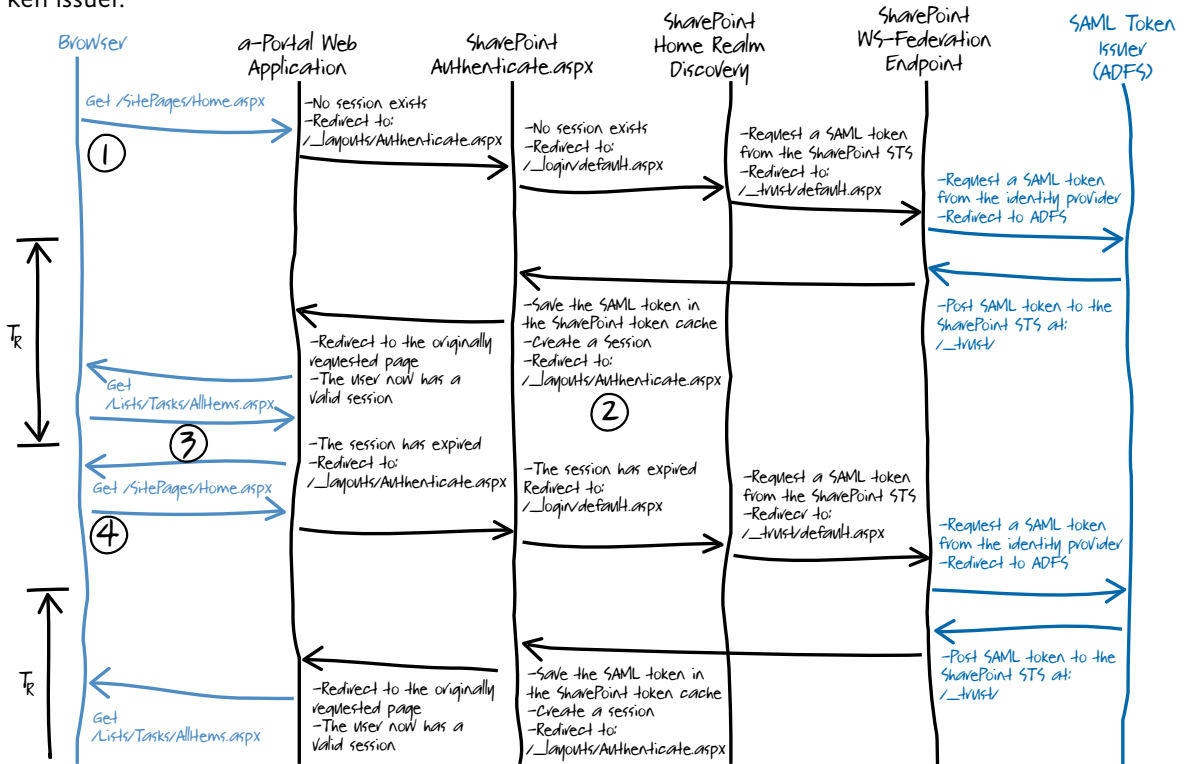 ken issuer.
Browser
a-Portal Web
Application
SharePoint
Authenticate.aspx
SharePoint
Home Realm
Discovery
SharePoint
WS-Federation
Endpoint
SAML Token
Issuer
(ADFS)
Get /SitePages/Home.aspx
1
-No session exists
-Redirect to:
/_layouts/Authenticate.aspx
-No session exists
-Redirect to:
/_login/default.aspx
-Request a SAML token
from the SharePoint STS
-Redirect to:
/_trust/default.aspx
-Request a SAML token
from the identity provider
-Redirect to ADFS
-Post SAML token to the
SharePoint STS at:
/_trust/
-Save the SAML token in
the SharePoint token cache
-Create a Session
-Redirect to:
/_layouts/Authenticate.aspx
2
-Redirect to the originally
requested page
-The user now has a
valid session
TR
Get
/Lists/Tasks/AllItems.aspx
3
-The session has expired
-Redirect to:
/_layouts/Authenticate.aspx
Get /SitePages/Home.aspx
4
-The session has expired
Redirect to:
/_login/default.aspx
-Request a SAML token
from the SharePoint STS
-Redirecr to:
/_trust/default.aspx
-Request a SAML token
from the identity provider
-Redirect to ADFS
-Post SAML token to the
SharePoint STS at:
/_trust/
-Save the SAML token in
the SharePoint token cache
-Create a session
-Redirect to:
/_layouts/Authenticate.aspx
-Redirect to the originally
requested page
-The user now has a
valid session
TR
Get
/Lists/Tasks/AllItems.aspx